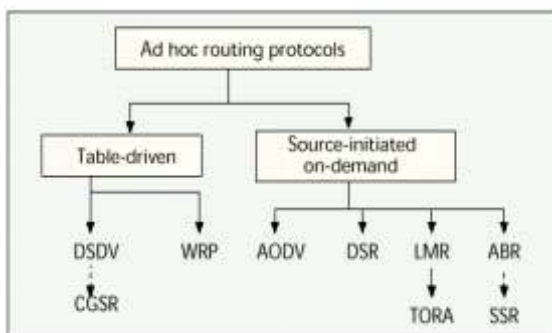 Ad hoc routing protocols
Table-driven
Source-initiated
on-demand
DSDV
WRP
AODV
DSR
LMR
ABR
CGSR
TORA
SSR